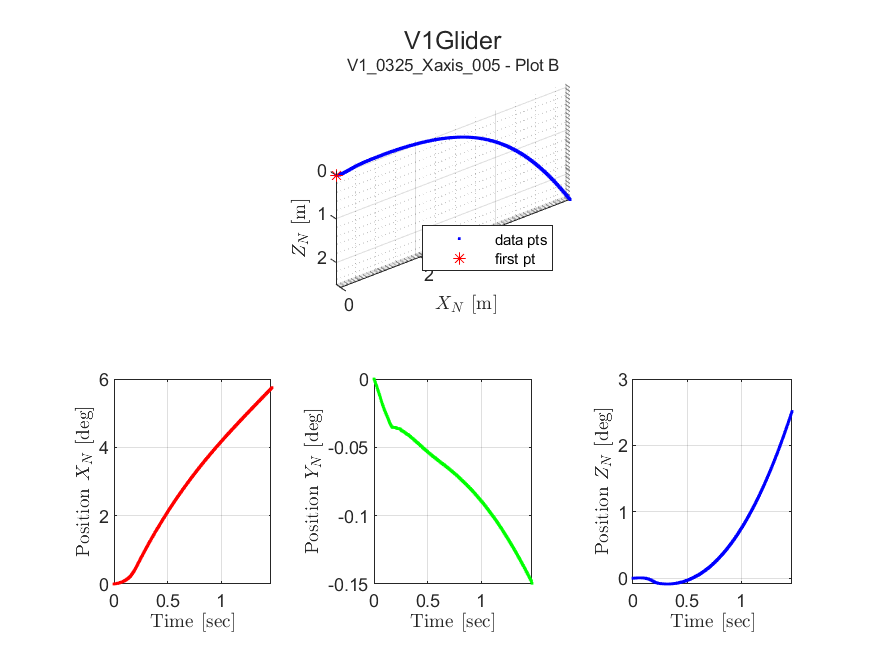 V1Glider
V1_0325_Xaxis_005 - Plot B
0
1
2
Z_N [m]
data pts
first pt
2
0
X_N [m]
6
4
2
0
Position X_N [deg]
0 0.5 1
Time [sec]
0
-0.05
-0.1
-0.15
Position Y_N [deg]
0 0.5 1
Time [sec]
3
2
1
0
Position Z_N [deg]
0 0.5 1
Time [sec]